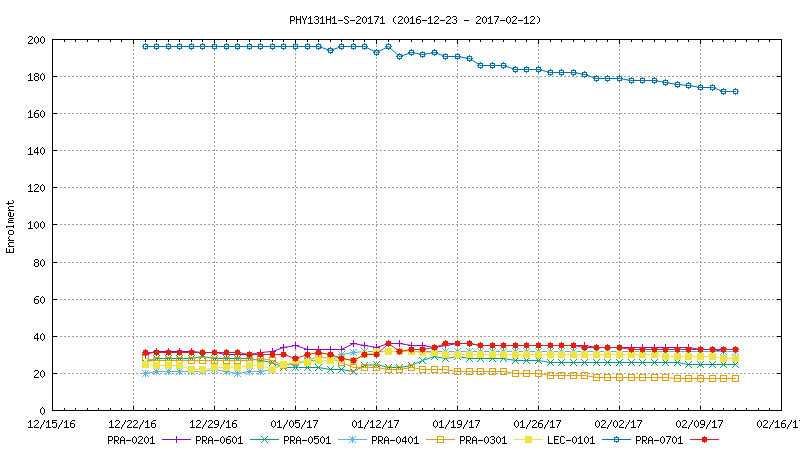 PHY131H1-S-20171 (2016-12-23 - 2017-02-12)
200
180
160
140
120
100
80
60
40
20
0
Enrolment
12/15/16 12/22/16 12/29/16 01/05/17 01/12/17 01/19/17 01/26/17 02/02/17 02/09/17 02/16/1
PRA-0201 PRA-0601 PRA-0501 PRA-0401 PRA-0301 LEC-0101 PRA-0701